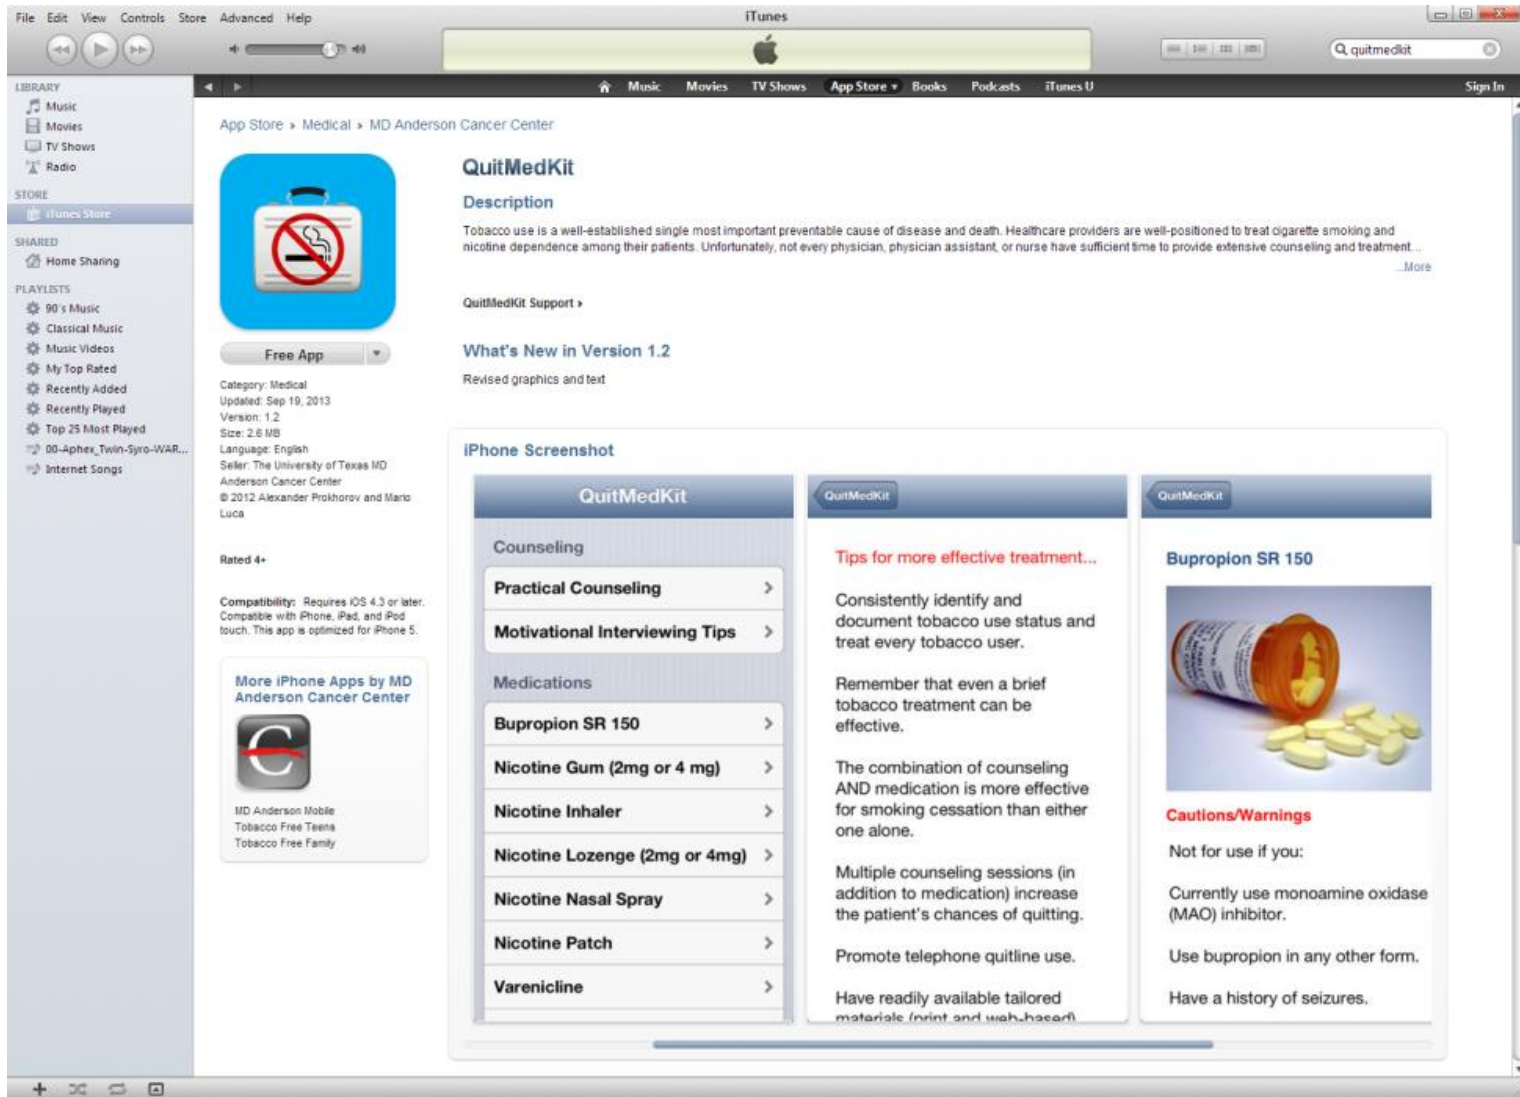 iTunes
File Edit View Controls Store Advanced Help
quitmedkit
LIBRARY
Music
Movies
TV Shows
Radio
STORE
iTunes Store
SHARED
Home Sharing
PLAYLISTS
90's Music
Classical Music
Music Videos
My Top Rated
Recently Added
Recently Played
Top 25 Most Played
00-Aphex_Twin-Syro-WAR...
Internet Songs
Music Movies TV Shows App Store Books Podcasts iTunes U Sign In
App Store › Medical › MD Anderson Cancer Center
Free App
Category: Medical
Updated: Sep 19, 2013
Version: 1.2
Size: 2.6 MB
Language: English
Seller: The University of Texas MD
Anderson Cancer Center
© 2012 Alexander Prokhorov and Mario
Luca
Rated 4+
Compatibility: Requires iOS 4.3 or later.
Compatible with iPhone, iPad, and iPod
touch. This app is optimized for iPhone 5.
More iPhone Apps by MD
Anderson Cancer Center
C
MD Anderson Mobile
Tobacco Free Teens
Tobacco Free Family
QuitMedKit
Description
Tobacco use is a well-established single most important preventable cause of disease and death. Healthcare providers are well-positioned to treat cigarette smoking and
nicotine dependence among their patients. Unfortunately, not every physician, physician assistant, or nurse have sufficient time to provide extensive counseling and treatment...
...More
QuitMedKit Support ›
What's New in Version 1.2
Revised graphics and text
iPhone Screenshot
QuitMedKit
Counseling
Practical Counseling
Motivational Interviewing Tips
Medications
Bupropion SR 150
Nicotine Gum (2mg or 4 mg)
Nicotine Inhaler
Nicotine Lozenge (2mg or 4mg)
Nicotine Nasal Spray
Nicotine Patch
Varenicline
QuitMedKit
Tips for more effective treatment...
Consistently identify and
document tobacco use status and
treat every tobacco user.
Remember that even a brief
tobacco treatment can be
effective.
The combination of counseling
AND medication is more effective
for smoking cessation than either
one alone.
Multiple counseling sessions (in
addition to medication) increase
the patient's chances of quitting.
Promote telephone quitline use.
Have readily available tailored
materials (print and web-based)
QuitMedKit
Bupropion SR 150
Cautions/Warnings
Not for use if you:
Currently use monoamine oxidase
(MAO) inhibitor.
Use bupropion in any other form.
Have a history of seizures.